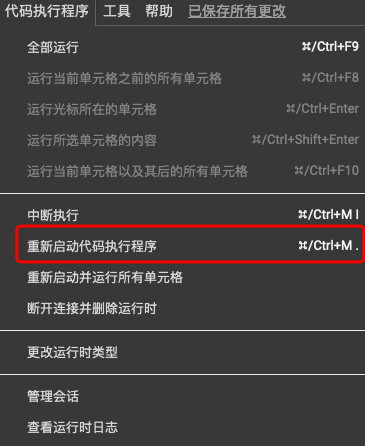 代码执行程序 工具 帮助 已保存所有更改
全部运行 ⌘/Ctrl+F9
运行当前单元格之前的所有单元格 ⌘/Ctrl+F8
运行光标所在的单元格 ⌘/Ctrl+Enter
运行所选单元格的内容 ⌘/Ctrl+Shift+Enter
运行当前单元格以及其后的所有单元格 ⌘/Ctrl+F10
中断执行 ⌘/Ctrl+M I
重新启动代码执行程序 ⌘/Ctrl+M .
重新启动并运行所有单元格
断开连接并删除运行时
更改运行时类型
管理会话
查看运行时日志